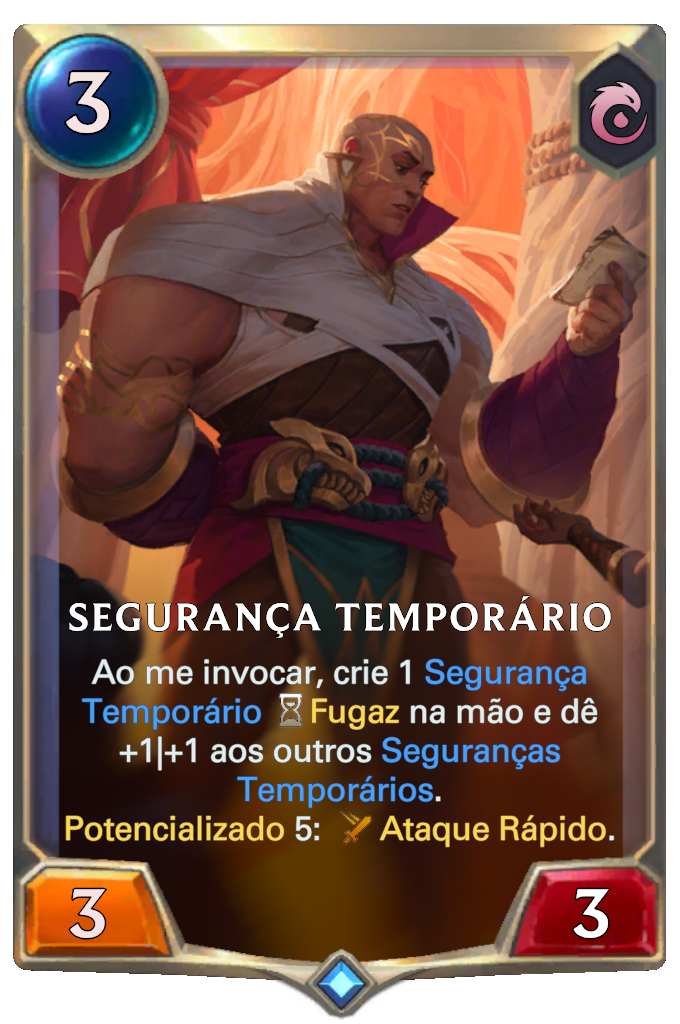 3
SEGURANÇA TEMPORÁRIO
Ao me invocar, crie 1 Segurança
Temporário Fugaz na mão e dê
+1|+1 aos outros Seguranças
Temporários.
Potencializado 5: Ataque Rápido.
3
3